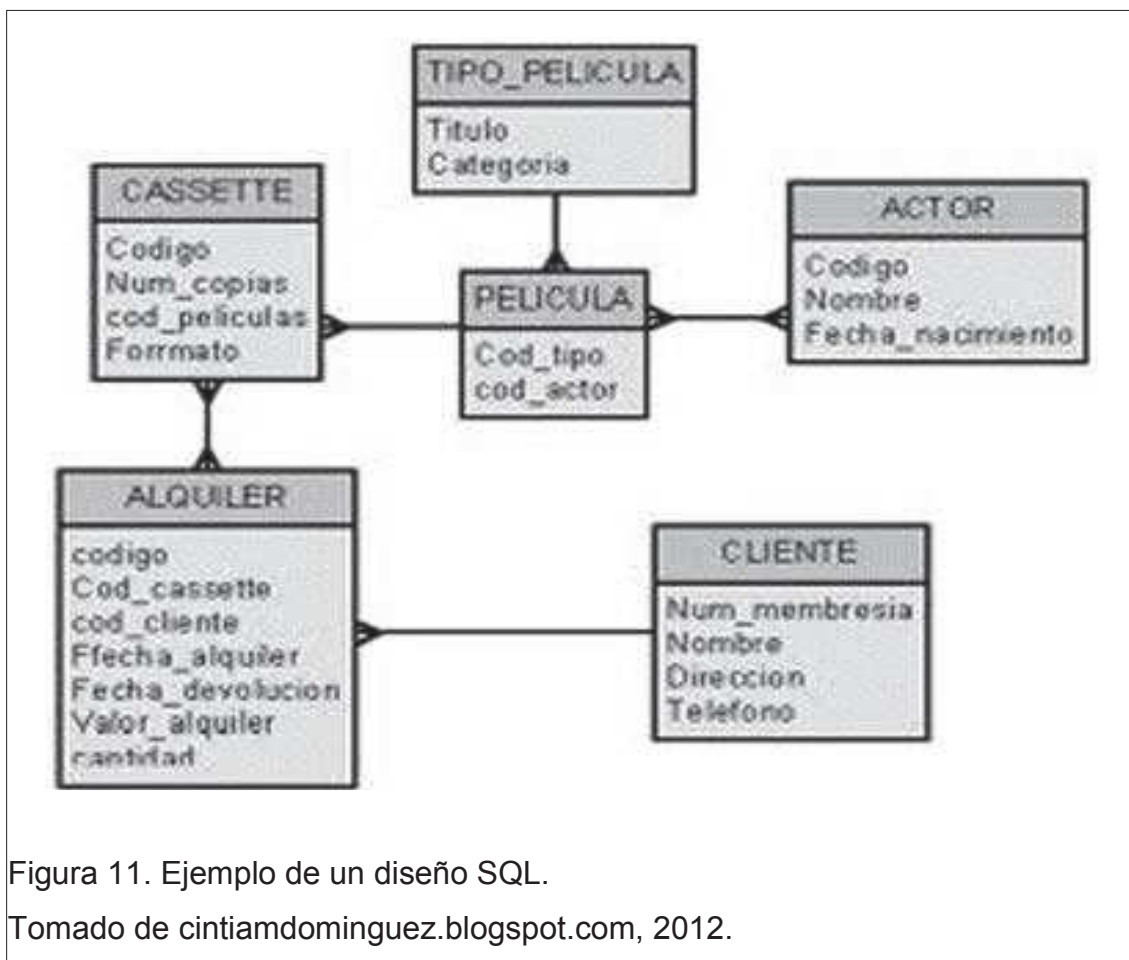 TIPO_PELICULA
Titulo
Categoria
CASSETTE
Codigo
Num_copias
cod_peliculas
Forrmato
PELICULA
Cod_tipo
cod_actor
ACTOR
Codigo
Nombre
Fecha_nacimiento
ALQUILER
codigo
Cod_cassette
cod_cliente
Ffecha_alquiler
Fecha_devolucion
Valor_alquiler
cantidad
CLIENTE
Num_membresia
Nombre
Direccion
Telefono
Figura 11. Ejemplo de un diseño SQL.
Tomado de cintiamdominguez.blogspot.com, 2012.